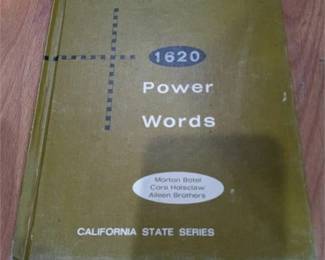 1620
Power
Words
Morton Botel
Cora Holsclaw
Aileen Brothers
CALIFORNIA STATE SERIES